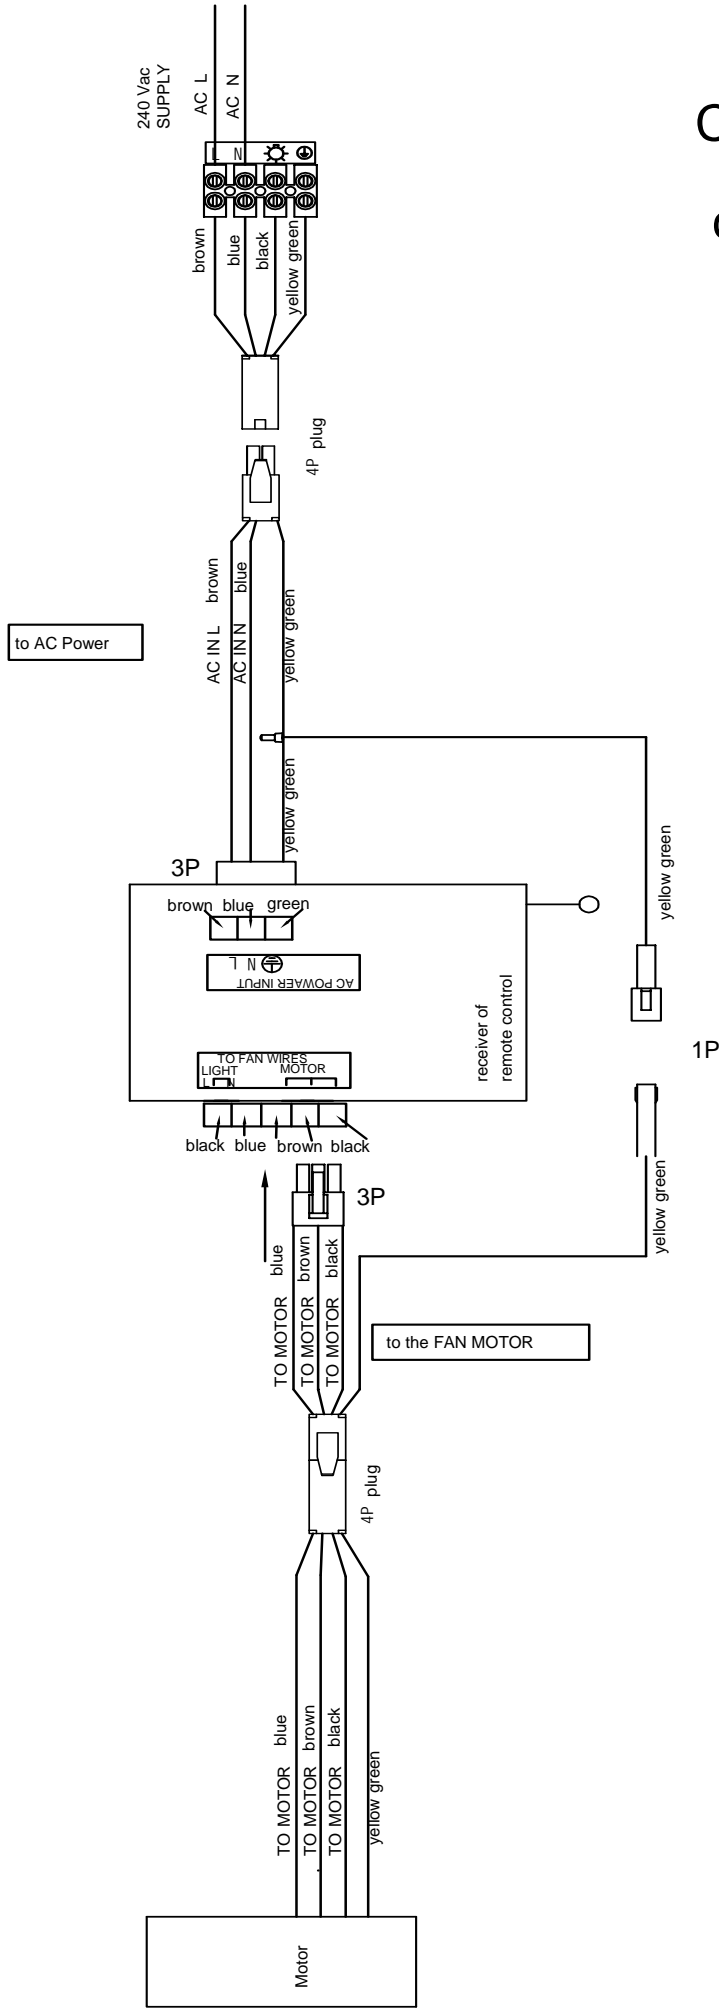 240 Vac
SUPPLY
AC L
AC N
L N
brown
blue
black
yellow green
4P plug
brown
blue
AC IN L
AC IN N
yellow green
to AC Power
yellow green
yellow green
3P
brown blue green
L N
AC POWAER INPUT
receiver of
remote control
1P
TO FAN WIRES
LIGHT MOTOR
L N
black blue brown black
3P
yellow green
TO MOTOR blue
TO MOTOR brown
TO MOTOR black
to the FAN MOTOR
4P plug
TO MOTOR blue
TO MOTOR brown
TO MOTOR black
yellow green
Motor